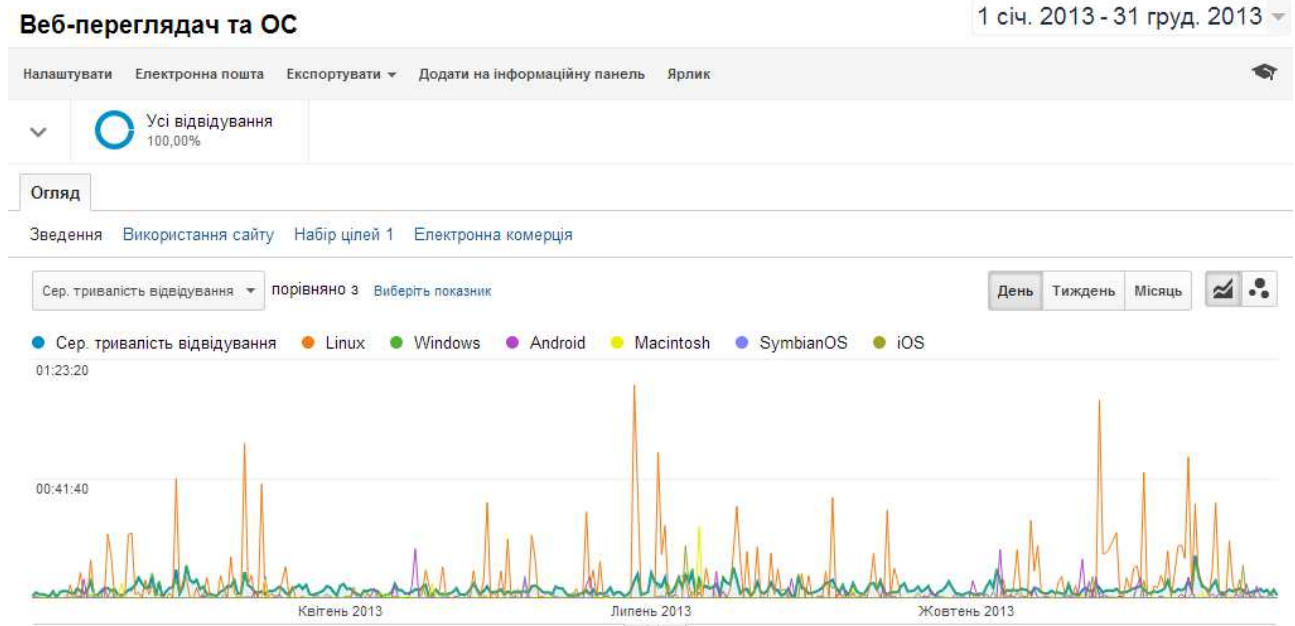 Веб-переглядач та ОС
1 січ. 2013 - 31 груд. 2013
Налаштувати Електронна пошта Експортувати Додати на інформаційну панель Ярлик
Усі відвідування
100,00%
Огляд
Зведення Використання сайту Набір цілей 1 Електронна комерція
Сер. тривалість відвідування порівняно з Виберіть показник День Тиждень Місяць
Сер. тривалість відвідування Linux Windows Android Macintosh SymbianOS iOS
01:23:20
00:41:40
Квітень 2013 Липень 2013 Жовтень 2013